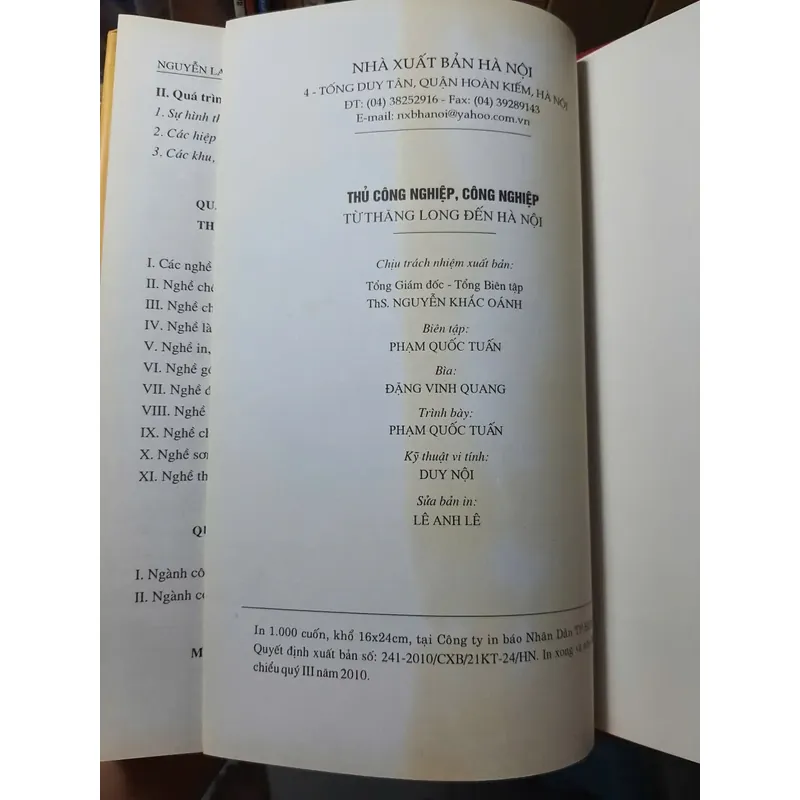 NGUYỄN
II. Quá trìn
1. Sự hình th
2. Các hiệp
3. Các khu,
QU
TH
I. Các nghề
II. Nghề ch
III. Nghề ch
IV. Nghề là
V. Nghề in,
VI. Nghề g
VII. Nghề đ
VIII. Nghề
IX. Nghề ch
X. Nghề sơ
XI. Nghề th
I. Ngành cô
II. Ngành c
M
NHÀ XUẤT BẢN HÀ NỘI
4 - TỐNG DUY TÂN, QUẬN HOÀN KIẾM, HÀ NỘI
ĐT: (04) 38252916 - Fax: (04) 39289143
E-mail: nxbhanoi@yahoo.com.vn
THỦ CÔNG NGHIỆP, CÔNG NGHIỆP
TỪ THĂNG LONG ĐẾN HÀ NỘI
Chịu trách nhiệm xuất bản:
Tổng Giám đốc - Tổng Biên tập
ThS. NGUYỄN KHẮC OÁNH
Biên tập:
PHẠM QUỐC TUẤN
Bìa:
ĐẶNG VINH QUANG
Trình bày:
PHẠM QUỐC TUẤN
Kỹ thuật vi tính:
DUY NỘI
Sửa bản in:
LÊ ANH LÊ
In 1.000 cuốn, khổ 16x24cm, tại Công ty in báo Nhân Dân
Quyết định xuất bản số: 241-2010/CXB/21KT-24/HN. In xong và
chiểu quý III năm 2010.